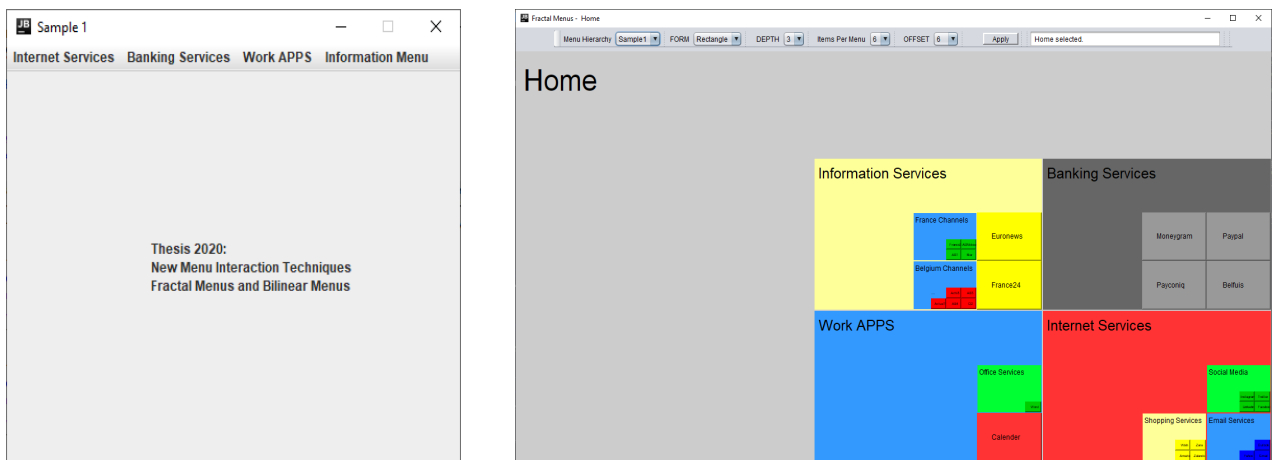 Sample 1
Internet Services Banking Services Work APPS Information Menu
Thesis 2020:
New Menu Interaction Techniques
Fractal Menus and Bilinear Menus
Fractal Menus - Home
Menu Hierarchy Sample1 FORM Rectangle DEPTH 3 Items Per Menu 6 OFFSET 6 Apply Home selected.
Home
Information Services
France Channels
Euronews
Belgium Channels
France24
Banking Services
Moneygram Paypal
Payconiq Belfuis
Work APPS
Office Services
Calender
Internet Services
Social Media
Shopping Services Email Services